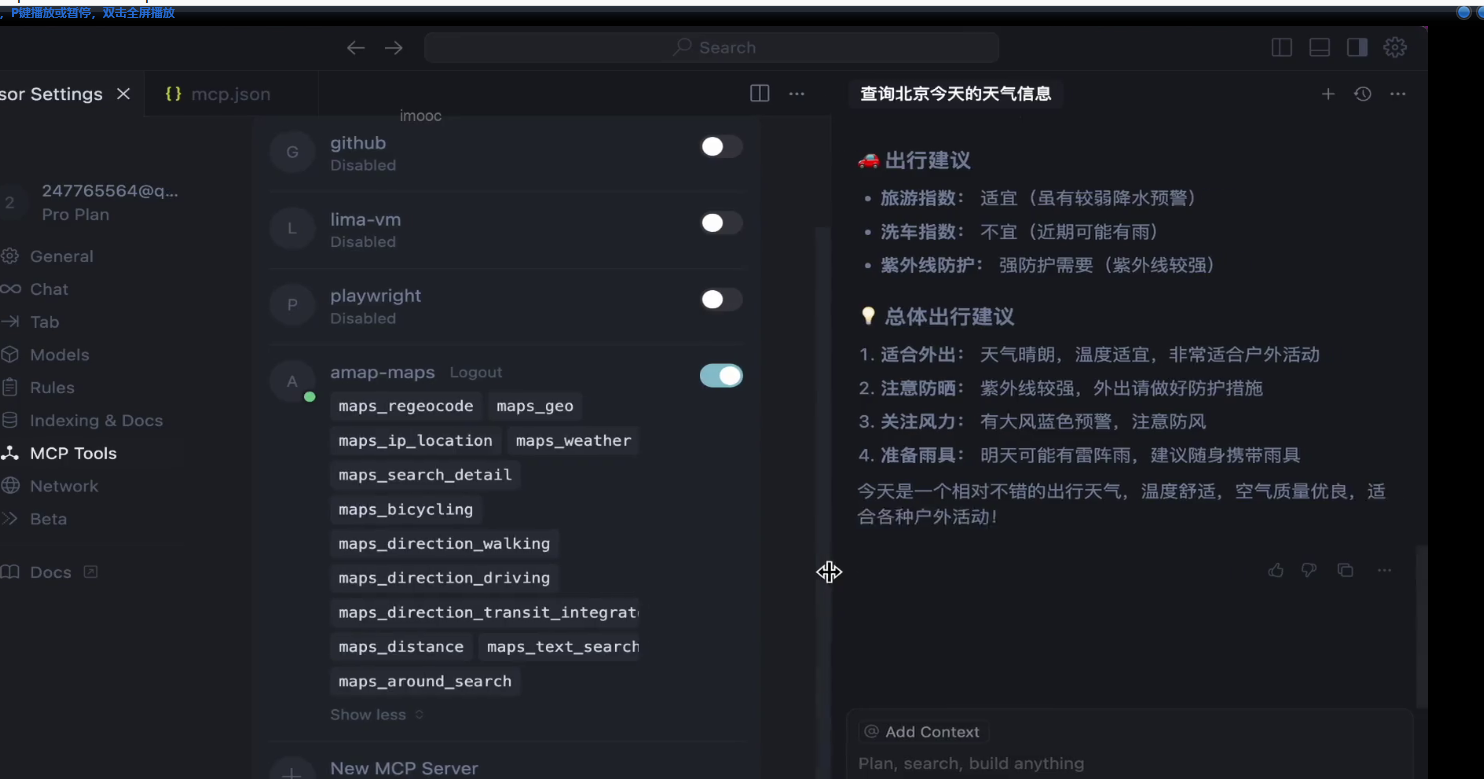 ，P键播放或暂停，双击全屏播放
Search
sor Settings
{} mcp.json
imooc
2
247765564@q...
Pro Plan
General
Chat
Tab
Models
Rules
Indexing & Docs
MCP Tools
Network
Beta
Docs
G
github
Disabled
L
lima-vm
Disabled
P
playwright
Disabled
A
amap-maps Logout
maps_regeocode maps_geo
maps_ip_location maps_weather
maps_search_detail
maps_bicycling
maps_direction_walking
maps_direction_driving
maps_direction_transit_integrat
maps_distance maps_text_search
maps_around_search
Show less
New MCP Server
查询北京今天的天气信息
🚗 出行建议
• 旅游指数： 适宜（虽有较弱降水预警）
• 洗车指数： 不宜（近期可能有雨）
• 紫外线防护： 强防护需要（紫外线较强）
💡 总体出行建议
1. 适合外出： 天气晴朗，温度适宜，非常适合户外活动
2. 注意防晒： 紫外线较强，外出请做好防护措施
3. 关注风力： 有大风蓝色预警，注意防风
4. 准备雨具： 明天可能有雷阵雨，建议随身携带雨具
今天是一个相对不错的出行天气，温度舒适，空气质量优良，适
合各种户外活动！
@ Add Context
Plan, search, build anything